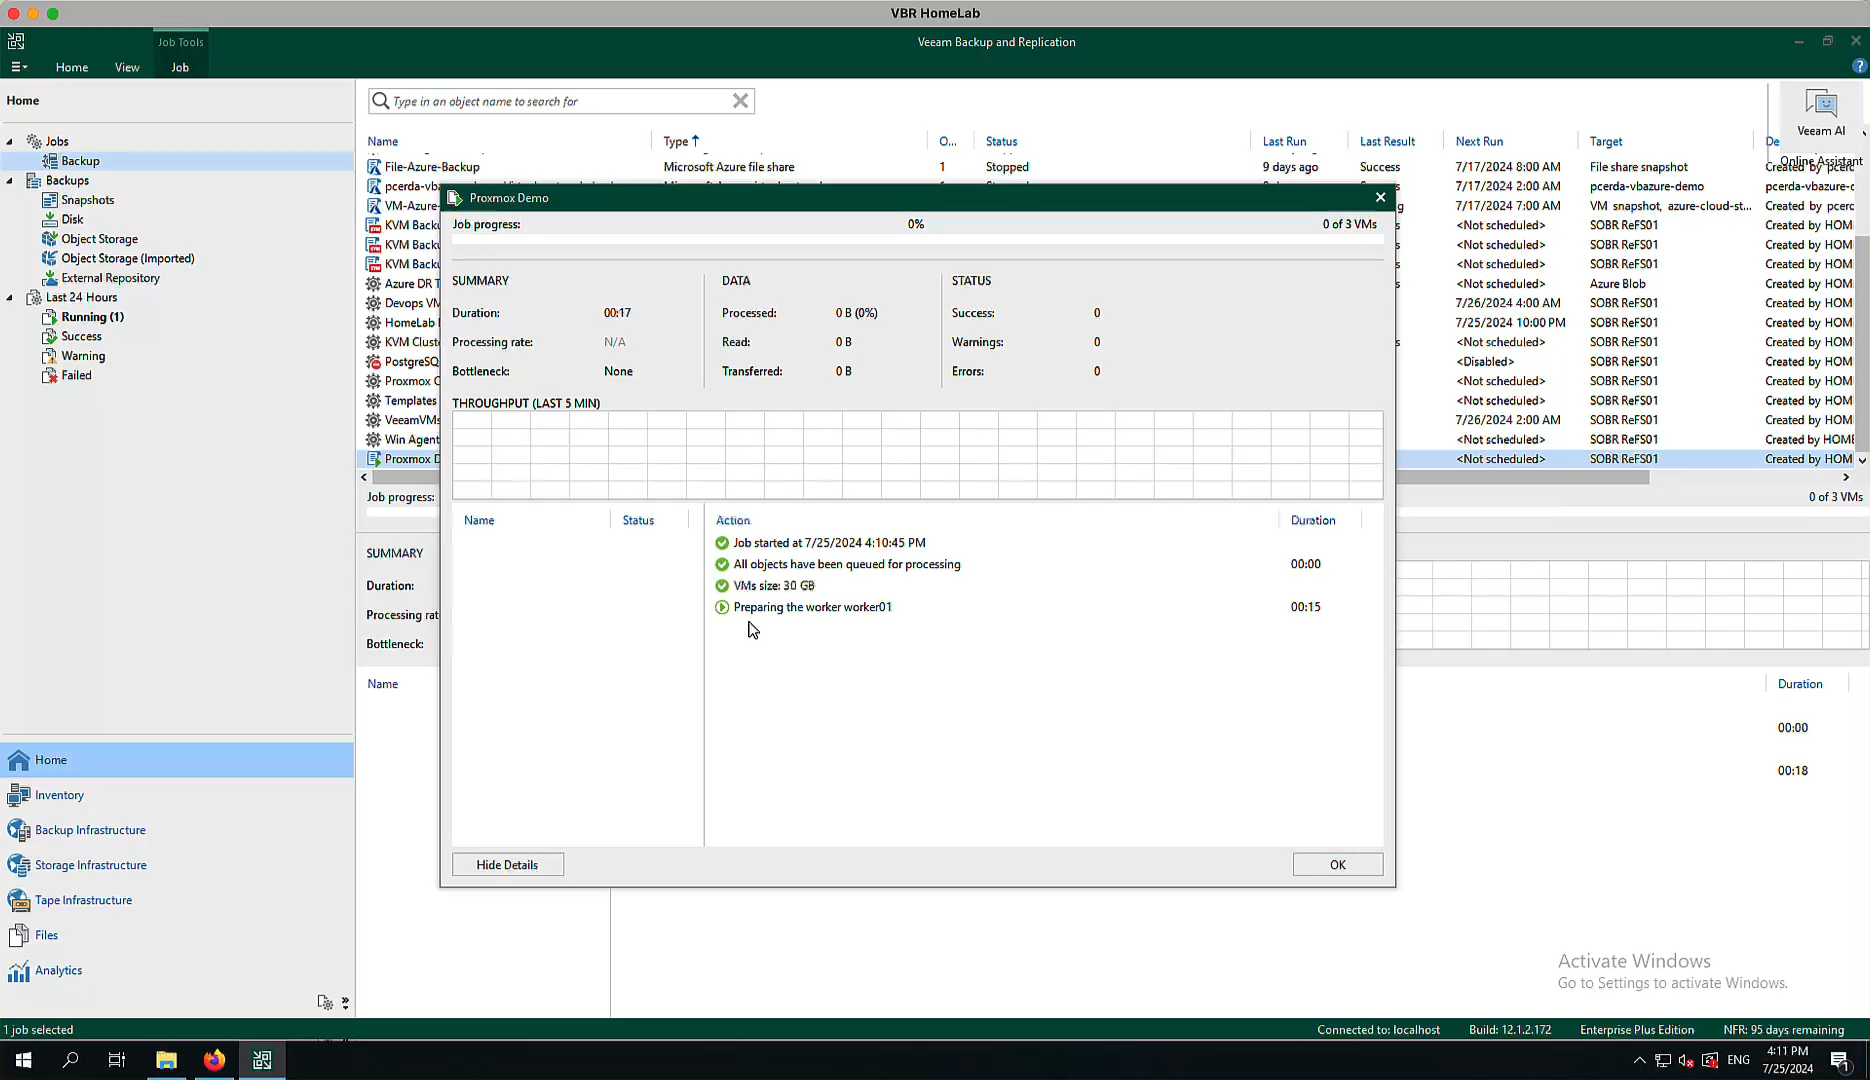 VBR HomeLab
Job Tools
Veeam Backup and Replication
Home
View
Job
Home
Type in an object name to search for
Veeam AI
Online Assistant
Jobs
Backup
Backups
Snapshots
Disk
Object Storage
Object Storage (Imported)
External Repository
Last 24 Hours
Running (1)
Success
Warning
Failed
Name Type O... Status Last Run Last Result Next Run Target De
File-Azure-Backup Microsoft Azure file share 1 Stopped 9 days ago Success 7/17/2024 8:00 AM File share snapshot
pcerda-vba 7/17/2024 2:00 AM pcerda-vbazure-demo pcerda-vbazure-d
VM-Azure- 7/17/2024 7:00 AM VM snapshot, azure-cloud-st... Created by pcerd
KVM Backu <Not scheduled> SOBR ReFS01 Created by HOM
KVM Backu <Not scheduled> SOBR ReFS01 Created by HOM
KVM Backu <Not scheduled> SOBR ReFS01 Created by HOM
Azure DR T <Not scheduled> Azure Blob Created by HOM
Devops VM 7/26/2024 4:00 AM SOBR ReFS01 Created by HOM
HomeLab 7/25/2024 10:00 PM SOBR ReFS01 Created by HOM
KVM Cluste <Not scheduled> SOBR ReFS01 Created by HOM
PostgreSQ <Disabled> SOBR ReFS01 Created by HOM
Proxmox C <Not scheduled> SOBR ReFS01 Created by HOM
Templates <Not scheduled> SOBR ReFS01 Created by HOM
VeeamVMs 7/26/2024 2:00 AM SOBR ReFS01 Created by HOM
Win Agent <Not scheduled> SOBR ReFS01 Created by HOM
Proxmox D <Not scheduled> SOBR ReFS01 Created by HOM
Job progress: 0 of 3 VMs
SUMMARY
Duration:
Processing rat
Bottleneck:
Name Duration
00:00
00:18
Proxmox Demo
Job progress: 0% 0 of 3 VMs
SUMMARY DATA STATUS
Duration: 00:17 Processed: 0 B (0%) Success: 0
Processing rate: N/A Read: 0 B Warnings: 0
Bottleneck: None Transferred: 0 B Errors: 0
THROUGHPUT (LAST 5 MIN)
Name Status Action Duration
Job started at 7/25/2024 4:10:45 PM
All objects have been queued for processing 00:00
VMs size: 30 GB
Preparing the worker worker01 00:15
Hide Details
OK
Home
Inventory
Backup Infrastructure
Storage Infrastructure
Tape Infrastructure
Files
Analytics
Activate Windows
Go to Settings to activate Windows.
1 job selected
Connected to: localhost Build: 12.1.2.172 Enterprise Plus Edition NFR: 95 days remaining
ENG
4:11 PM
7/25/2024
1